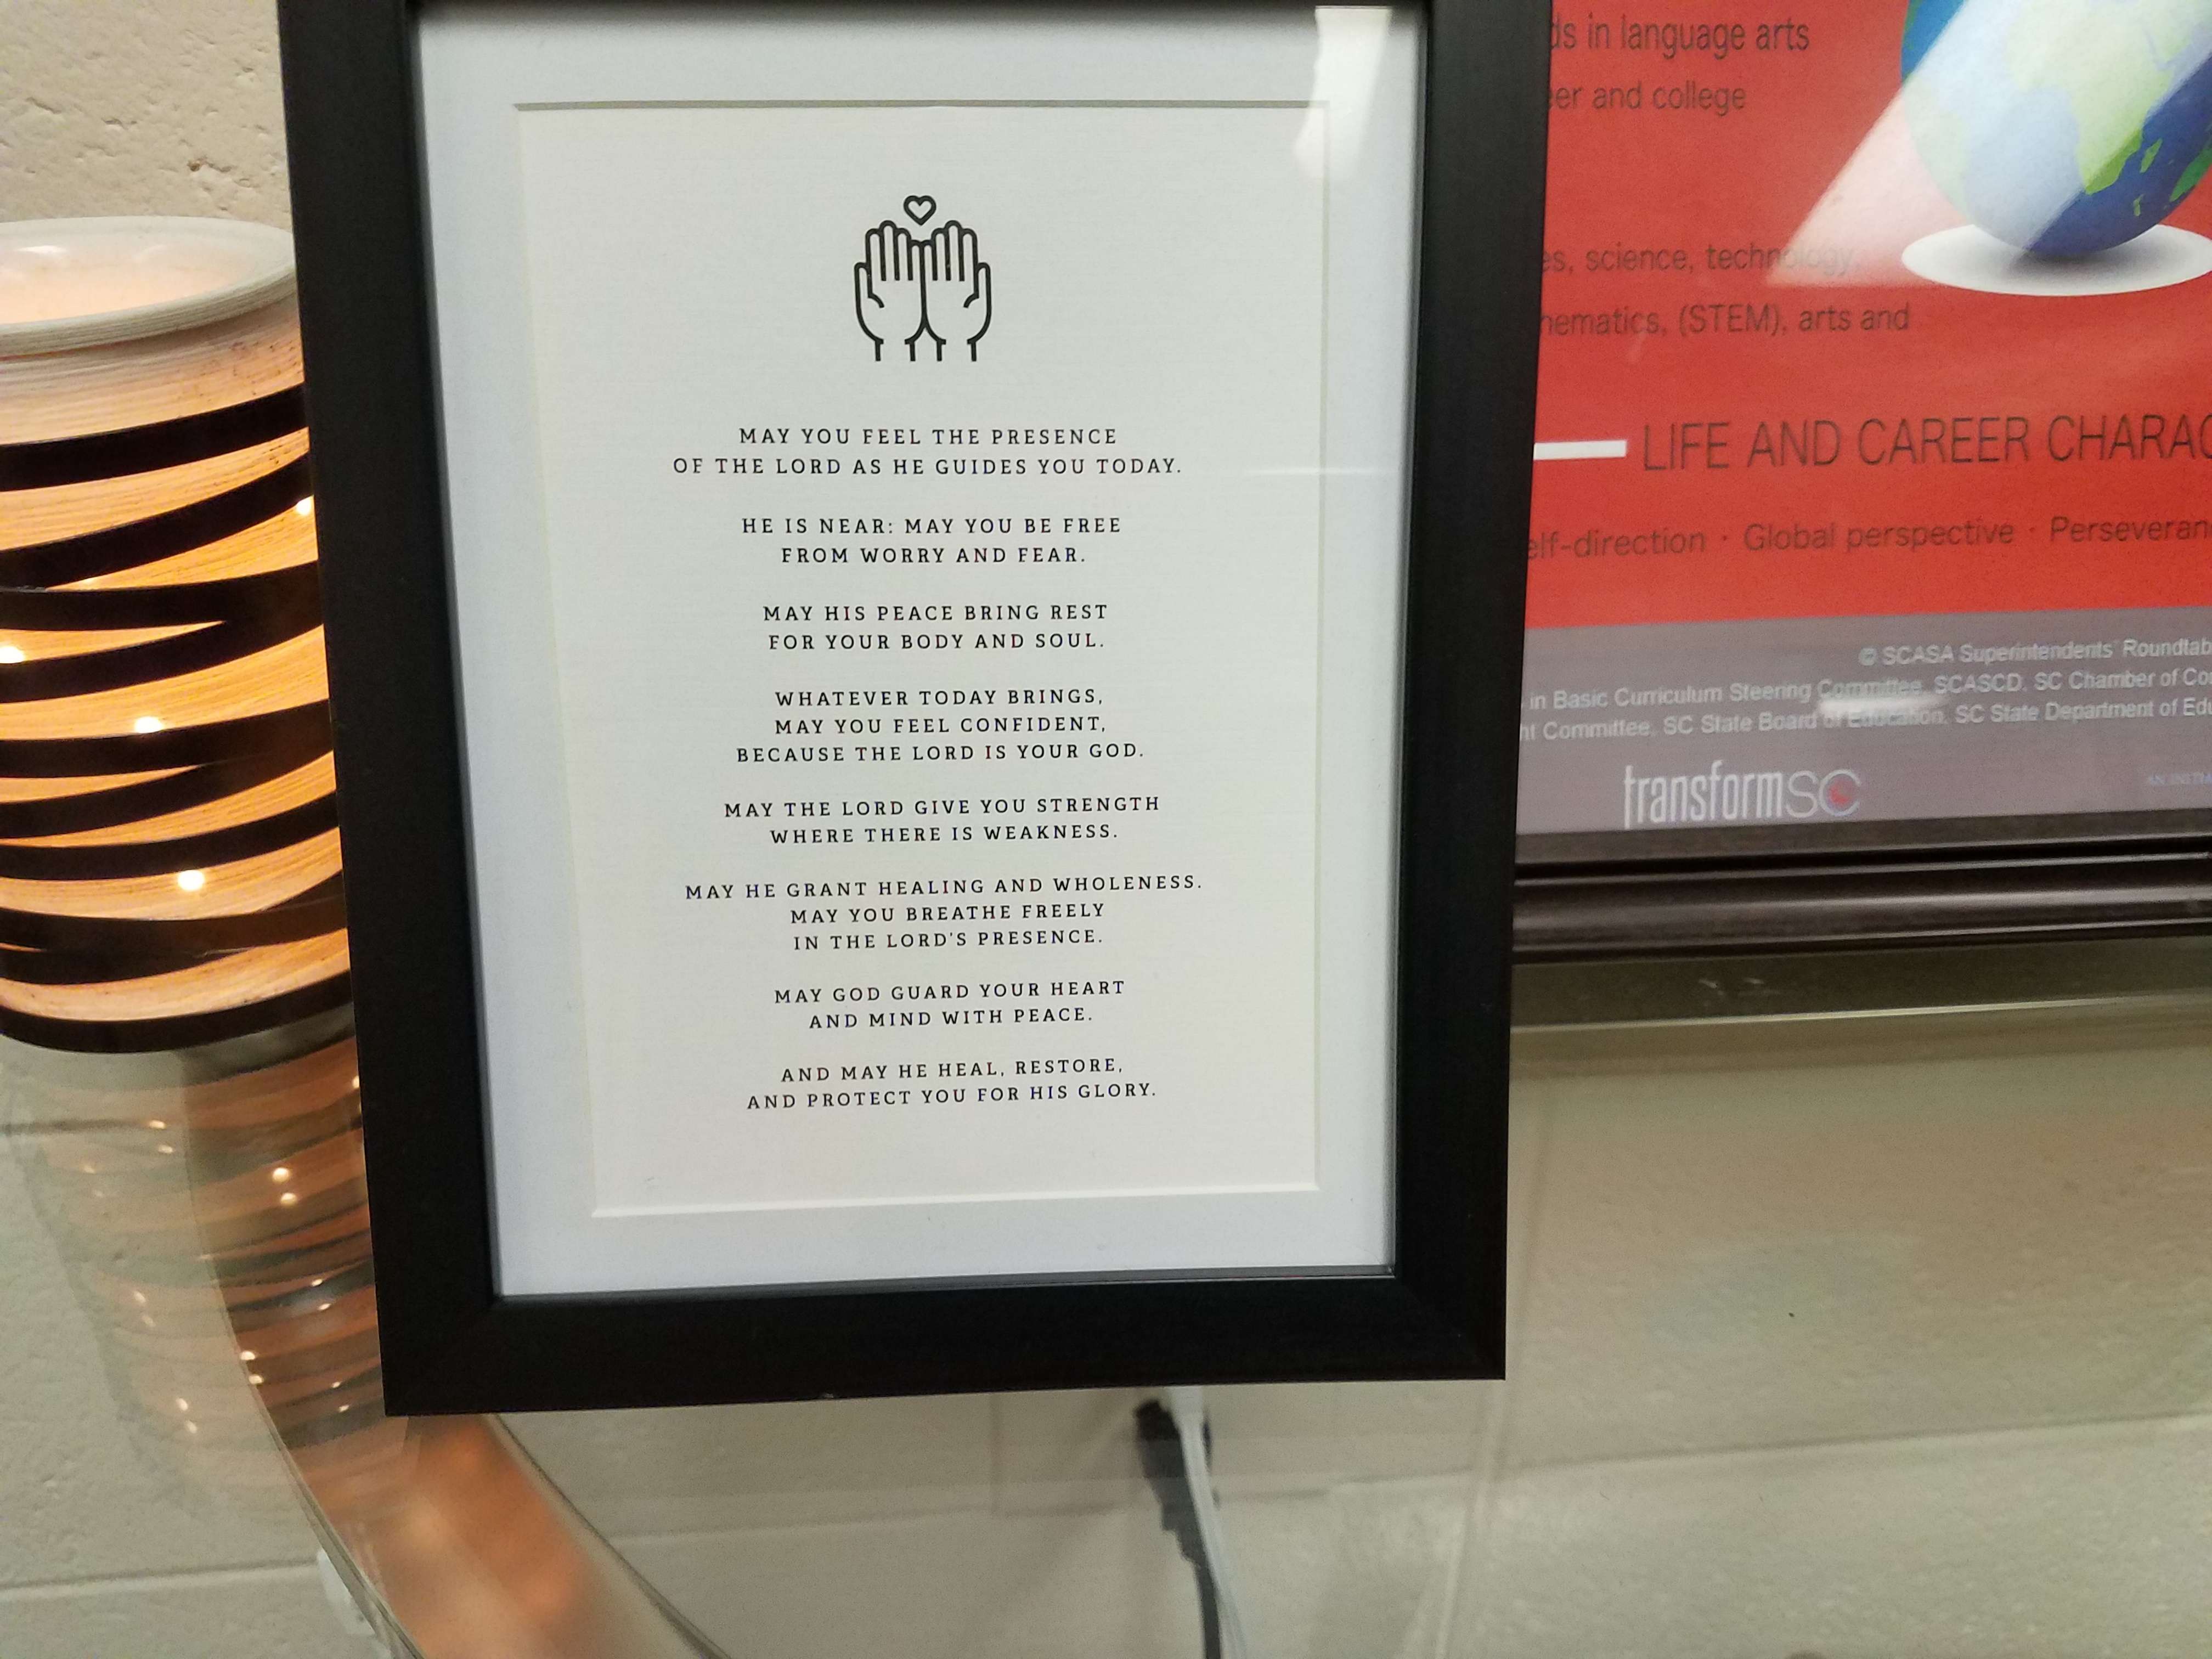 MAY YOU FEEL THE PRESENCE
OF THE LORD AS HE GUIDES YOU TODAY.
HE IS NEAR: MAY YOU BE FREE
FROM WORRY AND FEAR.
MAY HIS PEACE BRING REST
FOR YOUR BODY AND SOUL.
WHATEVER TODAY BRINGS,
MAY YOU FEEL CONFIDENT,
BECAUSE THE LORD IS YOUR GOD.
MAY THE LORD GIVE YOU STRENGTH
WHERE THERE IS WEAKNESS.
MAY HE GRANT HEALING AND WHOLENESS.
MAY YOU BREATHE FREELY
IN THE LORD'S PRESENCE.
MAY GOD GUARD YOUR HEART
AND MIND WITH PEACE.
AND MAY HE HEAL, RESTORE,
AND PROTECT YOU FOR HIS GLORY.
in language arts
and college
science, technology,
(STEM), arts and
LIFE AND CAREER
· Global perspective ·
© SCASA Superintendents'
in Basic Curriculum Steering Committee, SCASCD, SC Chamber of
Committee, SC State Board of Education, SC State Department of
transformSC